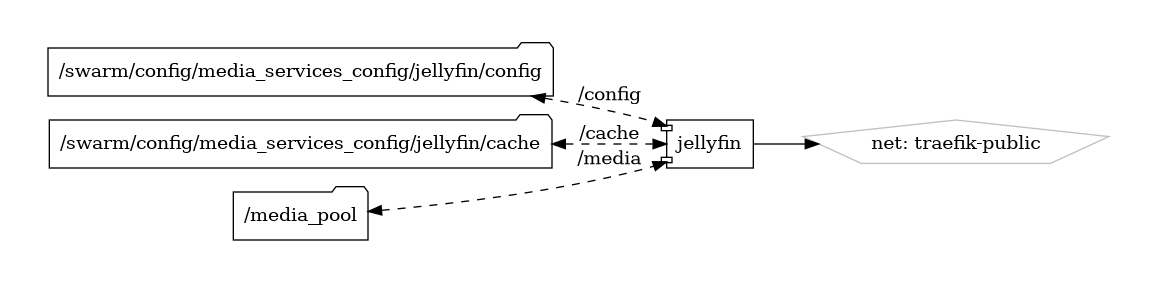 /swarm/config/media_services_config/jellyfin/config
/config
/swarm/config/media_services_config/jellyfin/cache
/cache
jellyfin
net: traefik-public
/media
/media_pool